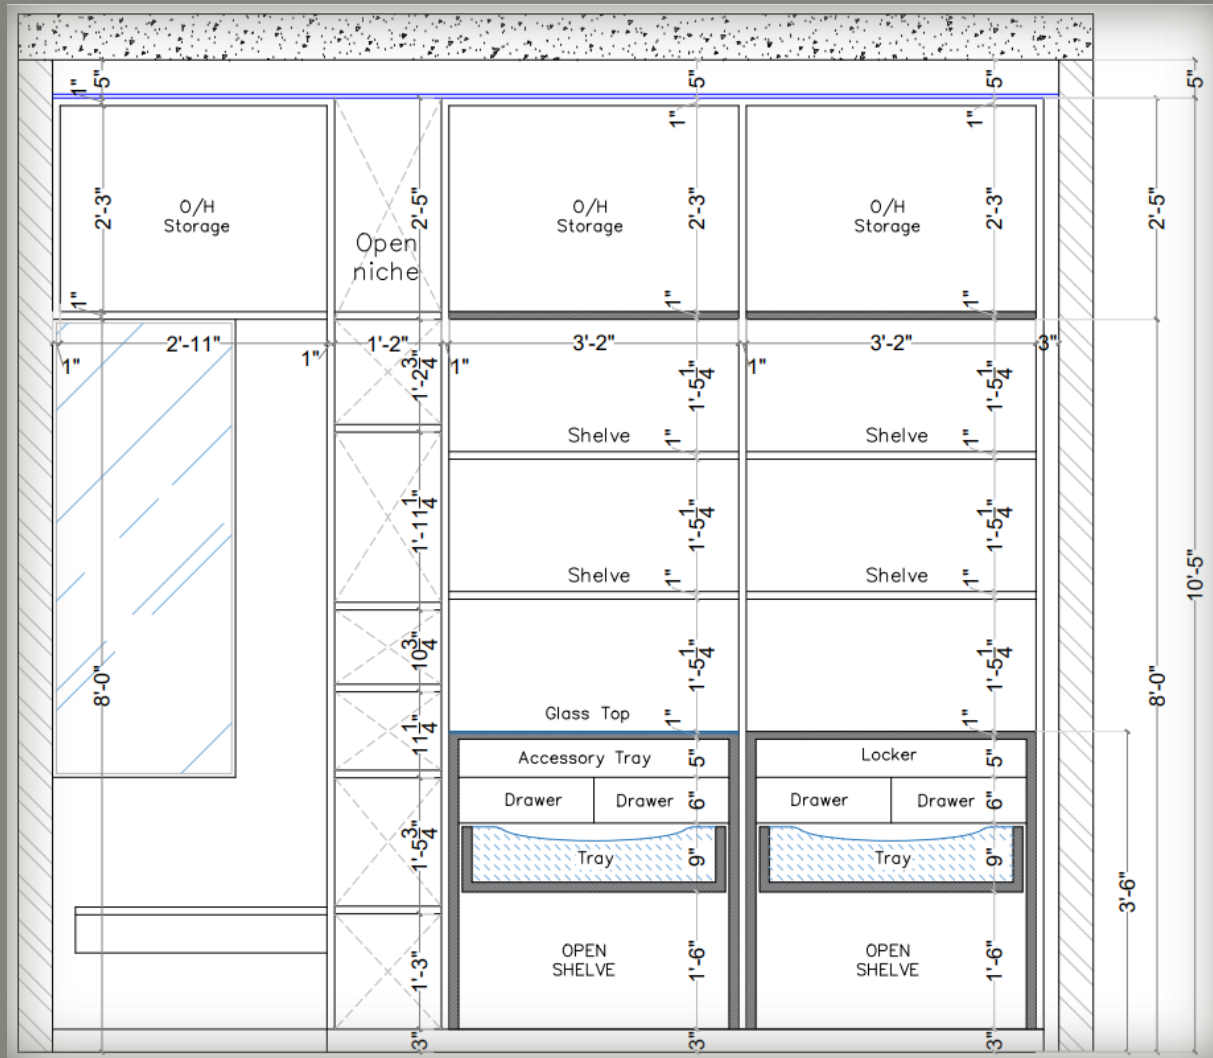 1"
5"
5"
5"
5"
1"
1"
2'-3"
O/H
Storage
2'-5"
Open
niche
O/H
Storage
2'-3"
O/H
Storage
2'-3"
2'-5"
1"
1"
1"
2'-11"
1"
1"
1'-2"
1'-2 3/4"
1"
3'-2"
1"
3'-2"
3"
1'-5 1/4"
1'-5 1/4"
Shelve
1"
Shelve
1"
1'-11 1/4"
1'-5 1/4"
1'-5 1/4"
10'-5"
Shelve
1"
Shelve
1"
10 3/4"
1'-5 1/4"
1'-5 1/4"
8'-0"
8'-0"
Glass Top
1"
1"
11 1/4"
Accessory Tray
5"
Locker
5"
Drawer
Drawer
6"
Drawer
Drawer
6"
1'-5 3/4"
Tray
9"
Tray
9"
3'-6"
1'-3"
OPEN
SHELVE
1'-6"
OPEN
SHELVE
1'-6"
3"
3"
3"